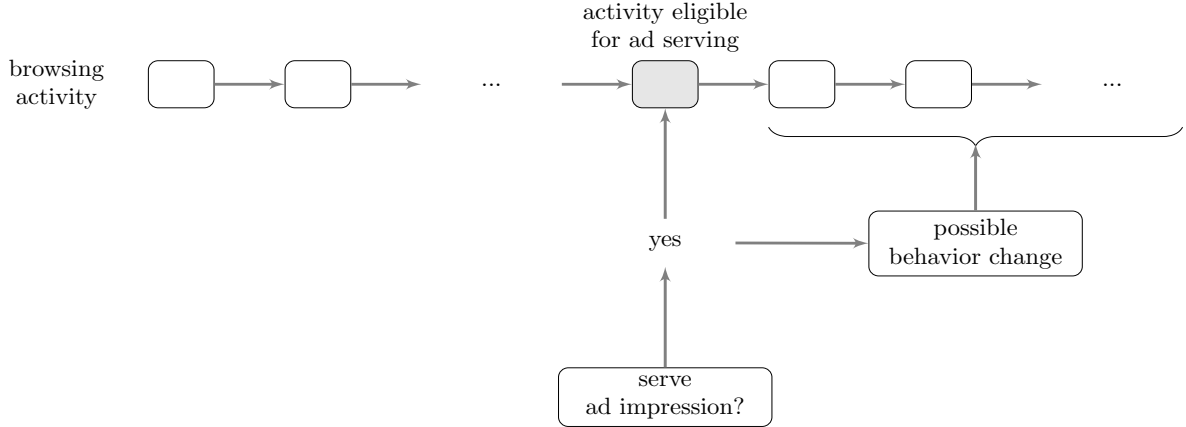 activity eligible
for ad serving
browsing
activity
...
...
yes
possible
behavior change
serve
ad impression?